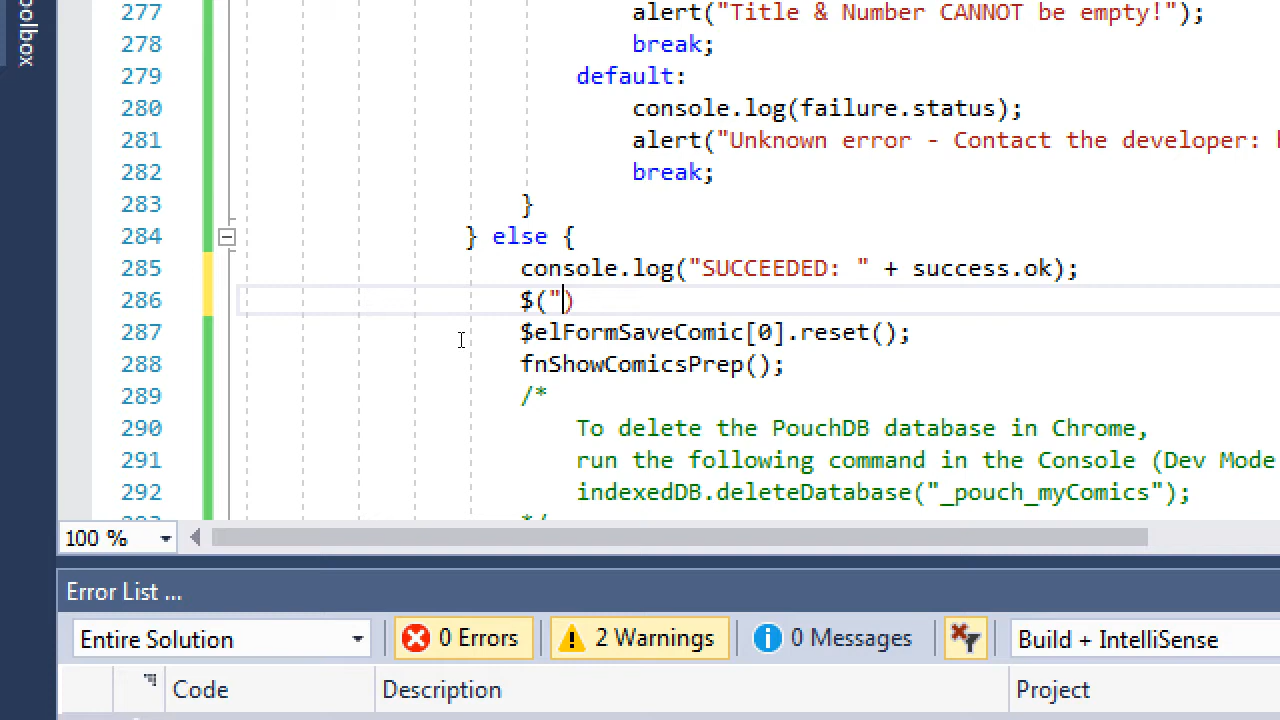 oolbox
277 alert("Title & Number CANNOT be empty!");
278 break;
279 default:
280 console.log(failure.status);
281 alert("Unknown error - Contact the developer:
282 break;
283 }
284 } else {
285 console.log("SUCCEEDED: " + success.ok);
286 $(")
287 $elFormSaveComic[0].reset();
288 fnShowComicsPrep();
289 /*
290 To delete the PouchDB database in Chrome,
291 run the following command in the Console (Dev Mode
292 indexedDB.deleteDatabase("_pouch_myComics");
100 %
Error List ...
Entire Solution 0 Errors 2 Warnings 0 Messages Build + IntelliSense
Code Description Project